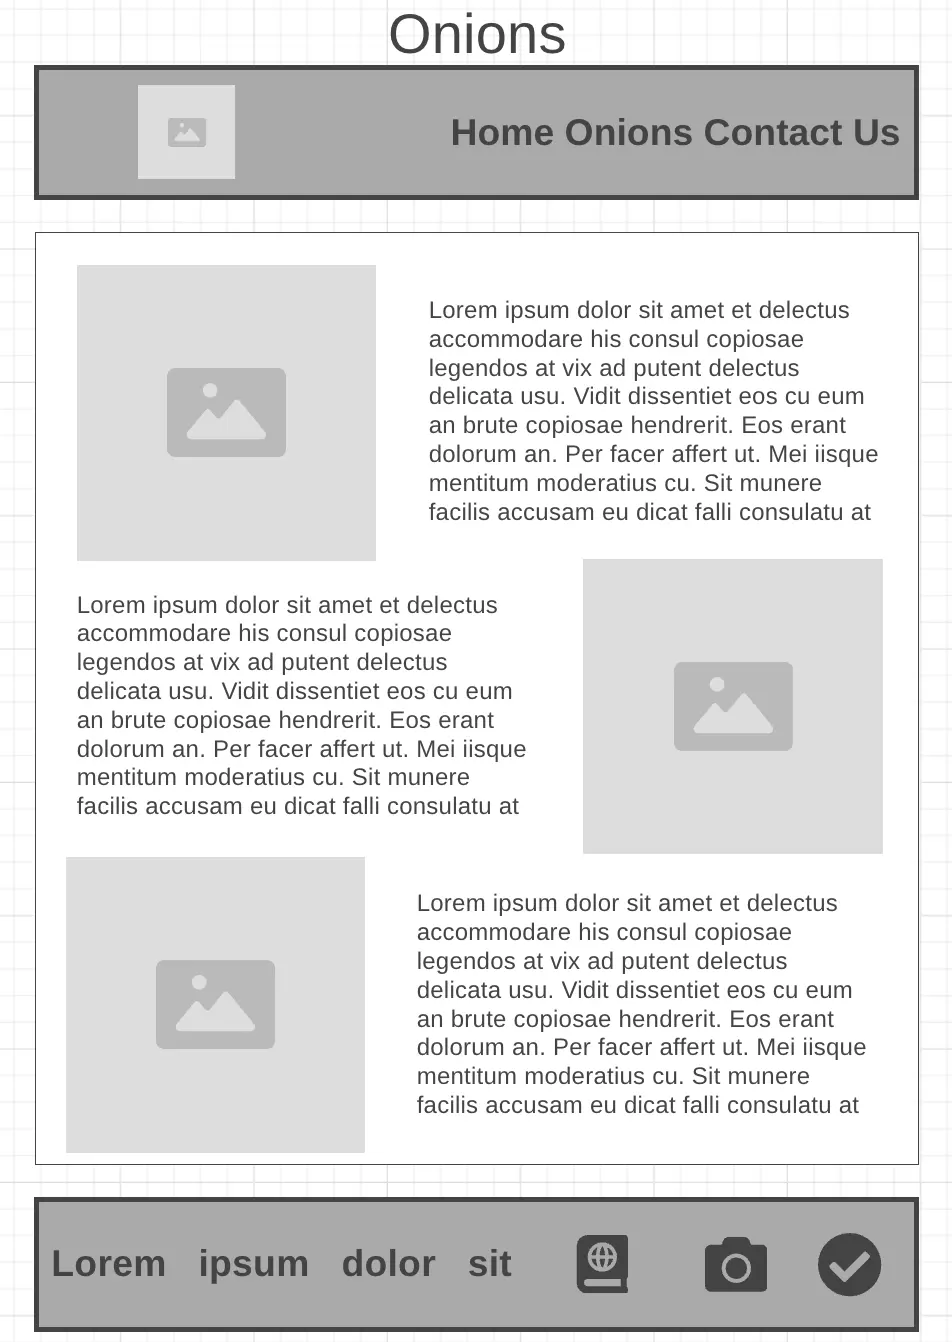 Onions
Home Onions Contact Us
Lorem ipsum dolor sit amet et delectus
accommodare his consul copiosae
legendos at vix ad putent delectus
delicata usu. Vidit dissentiet eos cu eum
an brute copiosae hendrerit. Eos erant
dolorum an. Per facer affert ut. Mei iisque
mentitum moderatius cu. Sit munere
facilis accusam eu dicat falli consulatu at
Lorem ipsum dolor sit amet et delectus
accommodare his consul copiosae
legendos at vix ad putent delectus
delicata usu. Vidit dissentiet eos cu eum
an brute copiosae hendrerit. Eos erant
dolorum an. Per facer affert ut. Mei iisque
mentitum moderatius cu. Sit munere
facilis accusam eu dicat falli consulatu at
Lorem ipsum dolor sit amet et delectus
accommodare his consul copiosae
legendos at vix ad putent delectus
delicata usu. Vidit dissentiet eos cu eum
an brute copiosae hendrerit. Eos erant
dolorum an. Per facer affert ut. Mei iisque
mentitum moderatius cu. Sit munere
facilis accusam eu dicat falli consulatu at
Lorem ipsum dolor sit